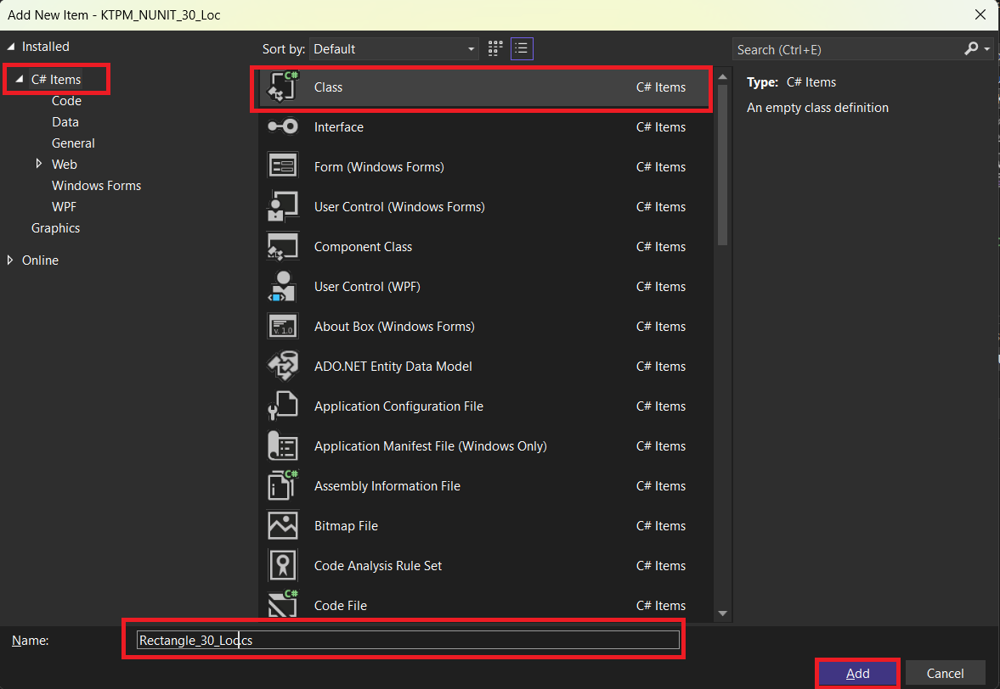 Add New Item - KTPM_NUNIT_30_Loc
Installed
C# Items
Code
Data
General
Web
Windows Forms
WPF
Graphics
Online
Sort by: Default
Search (Ctrl+E)
C#
Class C# Items
Interface C# Items
Form (Windows Forms) C# Items
User Control (Windows Forms) C# Items
Component Class C# Items
User Control (WPF) C# Items
v. 1.0
About Box (Windows Forms) C# Items
ADO.NET Entity Data Model C# Items
Application Configuration File C# Items
Application Manifest File (Windows Only) C# Items
C#
Assembly Information File C# Items
Bitmap File C# Items
Code Analysis Rule Set C# Items
C#
Code File C# Items
Type: C# Items
An empty class definition
Name: Rectangle_30_Loc.cs
Add Cancel